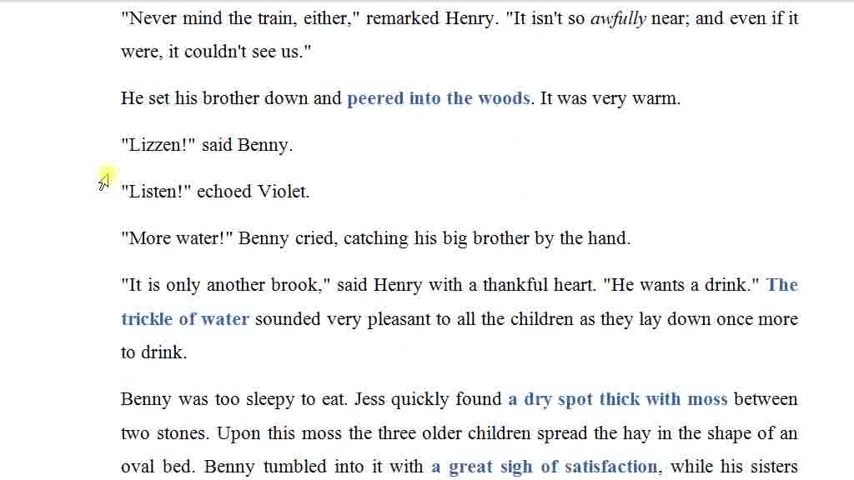 "Never mind the train, either," remarked Henry. "It isn't so awfully near; and even if it
were, it couldn't see us."
He set his brother down and peered into the woods. It was very warm.
"Lizzen!" said Benny.
"Listen!" echoed Violet.
"More water!" Benny cried, catching his big brother by the hand.
"It is only another brook," said Henry with a thankful heart. "He wants a drink." The
trickle of water sounded very pleasant to all the children as they lay down once more
to drink.
Benny was too sleepy to eat. Jess quickly found a dry spot thick with moss between
two stones. Upon this moss the three older children spread the hay in the shape of an
oval bed. Benny tumbled into it with a great sigh of satisfaction, while his sisters